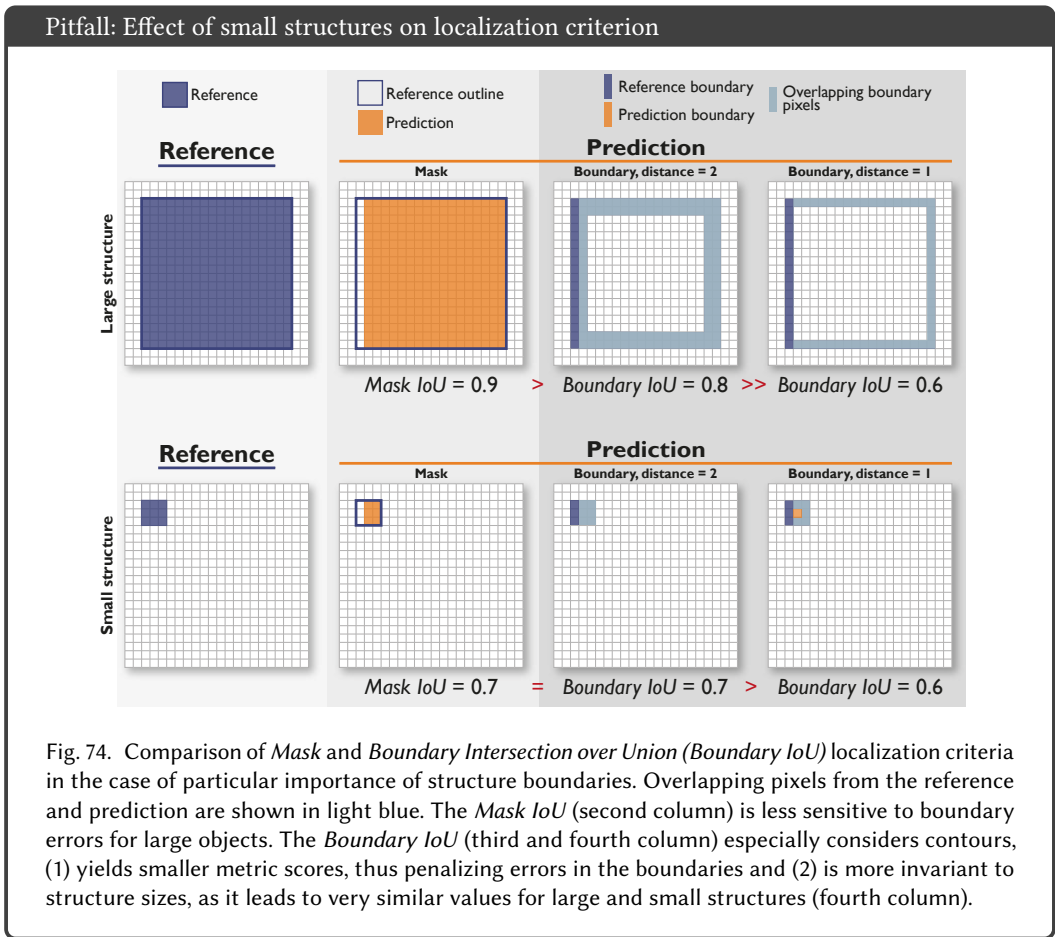 Pitfall: Effect of small structures on localization criterion
Reference
Reference outline
Prediction
Reference boundary
Prediction boundary
Overlapping boundary
pixels
Reference
Prediction
Mask
Boundary, distance = 2
Boundary, distance = 1
Large structure
Mask IoU = 0.9 > Boundary IoU = 0.8 >> Boundary IoU = 0.6
Reference
Prediction
Mask
Boundary, distance = 2
Boundary, distance = 1
Small structure
Mask IoU = 0.7 = Boundary IoU = 0.7 > Boundary IoU = 0.6
Fig. 74. Comparison of Mask and Boundary Intersection over Union (Boundary IoU) localization criteria
in the case of particular importance of structure boundaries. Overlapping pixels from the reference
and prediction are shown in light blue. The Mask IoU (second column) is less sensitive to boundary
errors for large objects. The Boundary IoU (third and fourth column) especially considers contours,
(1) yields smaller metric scores, thus penalizing errors in the boundaries and (2) is more invariant to
structure sizes, as it leads to very similar values for large and small structures (fourth column).